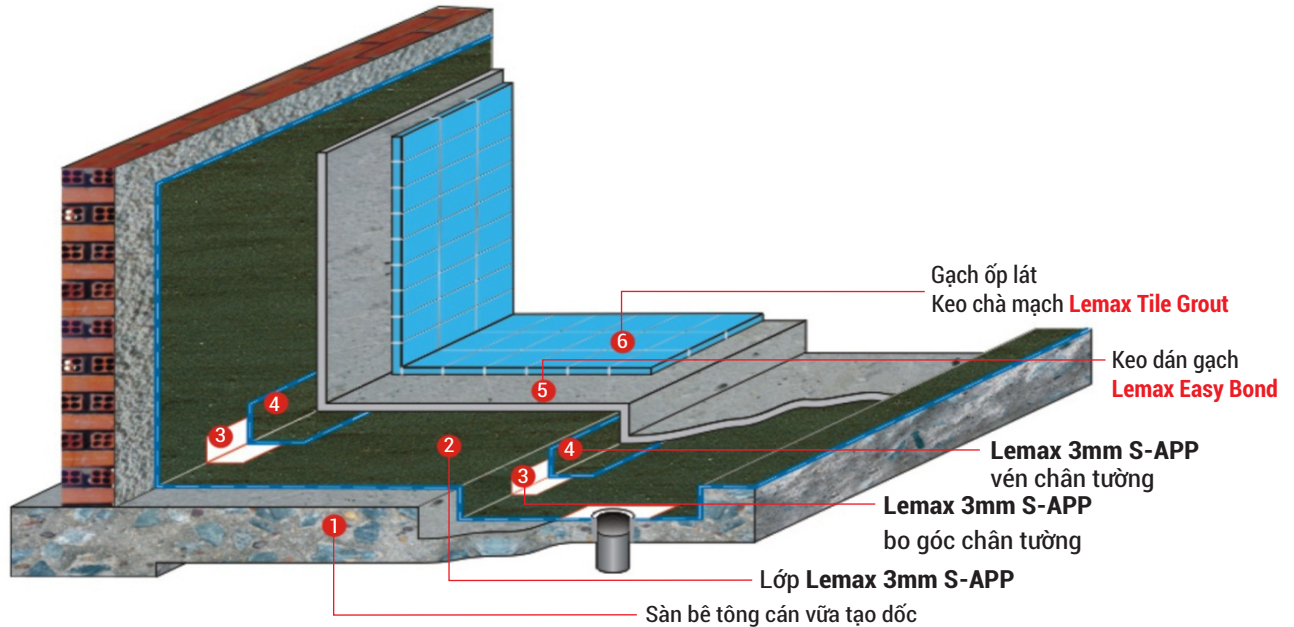 Gạch ốp lát
Keo chà mạch Lemax Tile Grout
6
Keo dán gạch
5
Lemax Easy Bond
4
3
2
4
Lemax 3mm S-APP
vén chân tường
3
Lemax 3mm S-APP
bo góc chân tường
1
Lớp Lemax 3mm S-APP
Sàn bê tông cán vữa tạo dốc